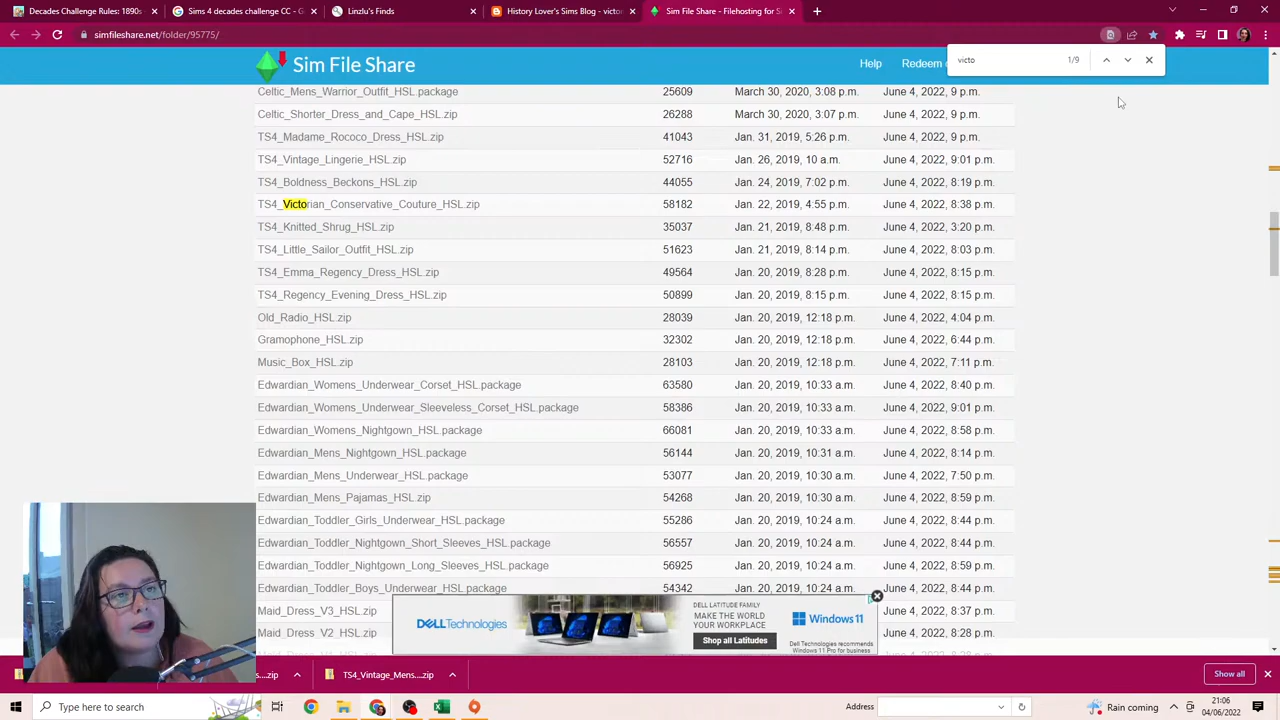 Decades Challenge Rules: 1890s
Sims 4 decades challenge CC - G
Linzlu's Finds
History Lover's Sims Blog - victor
Sim File Share - Filehosting for Si
simfileshare.net/folder/95775/
Sim File Share
Help
Redeem
victo
1/9
Celtic_Mens_Warrior_Outfit_HSL.package 25609 March 30, 2020, 3:08 p.m. June 4, 2022, 9 p.m.
Celtic_Shorter_Dress_and_Cape_HSL.zip 26288 March 30, 2020, 3:07 p.m. June 4, 2022, 9 p.m.
TS4_Madame_Rococo_Dress_HSL.zip 41043 Jan. 31, 2019, 5:26 p.m. June 4, 2022, 9 p.m.
TS4_Vintage_Lingerie_HSL.zip 52716 Jan. 26, 2019, 10 a.m. June 4, 2022, 9:01 p.m.
TS4_Boldness_Beckons_HSL.zip 44055 Jan. 24, 2019, 7:02 p.m. June 4, 2022, 8:19 p.m.
TS4_Victorian_Conservative_Couture_HSL.zip 58182 Jan. 22, 2019, 4:55 p.m. June 4, 2022, 8:38 p.m.
TS4_Knitted_Shrug_HSL.zip 35037 Jan. 21, 2019, 8:48 p.m. June 4, 2022, 3:20 p.m.
TS4_Little_Sailor_Outfit_HSL.zip 51623 Jan. 21, 2019, 8:14 p.m. June 4, 2022, 8:03 p.m.
TS4_Emma_Regency_Dress_HSL.zip 49564 Jan. 20, 2019, 8:28 p.m. June 4, 2022, 8:15 p.m.
TS4_Regency_Evening_Dress_HSL.zip 50899 Jan. 20, 2019, 8:15 p.m. June 4, 2022, 8:15 p.m.
Old_Radio_HSL.zip 28039 Jan. 20, 2019, 12:18 p.m. June 4, 2022, 4:04 p.m.
Gramophone_HSL.zip 32302 Jan. 20, 2019, 12:18 p.m. June 4, 2022, 6:44 p.m.
Music_Box_HSL.zip 28103 Jan. 20, 2019, 12:18 p.m. June 4, 2022, 7:11 p.m.
Edwardian_Womens_Underwear_Corset_HSL.package 63580 Jan. 20, 2019, 10:33 a.m. June 4, 2022, 8:40 p.m.
Edwardian_Womens_Underwear_Sleeveless_Corset_HSL.package 58386 Jan. 20, 2019, 10:33 a.m. June 4, 2022, 9:01 p.m.
Edwardian_Womens_Nightgown_HSL.package 66081 Jan. 20, 2019, 10:33 a.m. June 4, 2022, 8:58 p.m.
Edwardian_Mens_Nightgown_HSL.package 56144 Jan. 20, 2019, 10:31 a.m. June 4, 2022, 8:14 p.m.
Edwardian_Mens_Underwear_HSL.package 53077 Jan. 20, 2019, 10:30 a.m. June 4, 2022, 7:50 p.m.
Edwardian_Mens_Pajamas_HSL.zip 54268 Jan. 20, 2019, 10:30 a.m. June 4, 2022, 8:59 p.m.
Edwardian_Toddler_Girls_Underwear_HSL.package 55286 Jan. 20, 2019, 10:24 a.m. June 4, 2022, 8:44 p.m.
Edwardian_Toddler_Nightgown_Short_Sleeves_HSL.package 56557 Jan. 20, 2019, 10:24 a.m. June 4, 2022, 8:44 p.m.
Edwardian_Toddler_Nightgown_Long_Sleeves_HSL.package 56925 Jan. 20, 2019, 10:24 a.m. June 4, 2022, 8:59 p.m.
Edwardian_Toddler_Boys_Underwear_HSL.package 54342 Jan. 20, 2019, 10:24 a.m. June 4, 2022, 8:44 p.m.
Maid_Dress_V3_HSL.zip June 4, 2022, 8:37 p.m.
Maid_Dress_V2_HSL.zip June 4, 2022, 8:28 p.m.
DELLTechnologies
DELL LATITUDE FAMILY
MAKE THE WORLD
YOUR WORKPLACE
Shop all Latitudes
Windows 11
Dell Technologies recommends
Windows 11 Pro for business
s....zip
TS4_Vintage_Mens....zip
Show all
Type here to search
Address
Rain coming
21:06
04/06/2022